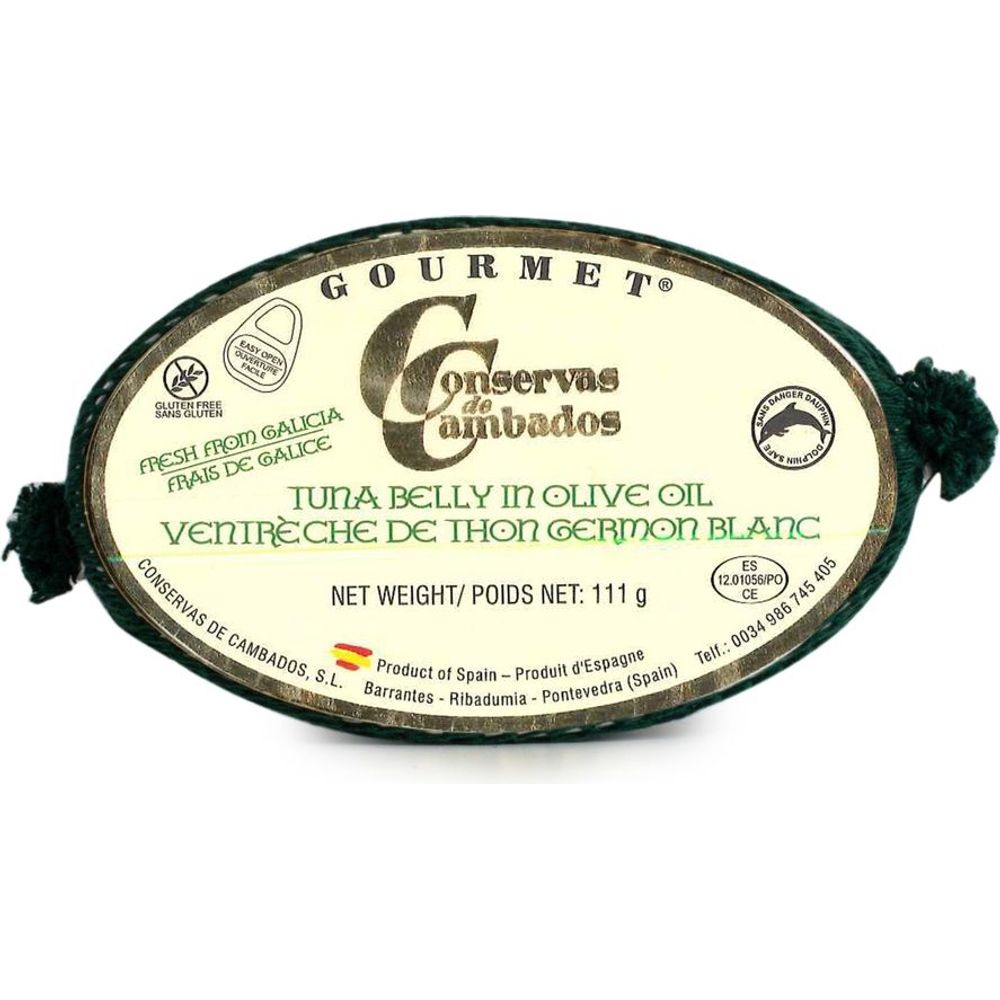 GOURMET®
Conservas
de
Cambados
EASY OPEN
OUVERTURE
FACILE
GLUTEN FREE
SANS GLUTEN
FRESH FROM GALICIA
FRAIS DE GALICE
SANS DANGER DAUPHIN
DOLPHIN SAFE
TUNA BELLY IN OLIVE OIL
VENTRÈCHE DE THON GERMON BLANC
NET WEIGHT/ POIDS NET: 111 g
ES
12.01056/PO
CE
CONSERVAS DE CAMBADOS, S.L.
Product of Spain – Produit d'Espagne
Barrantes - Ribadumia - Pontevedra (Spain)
Telf.: 0034 986 745 405